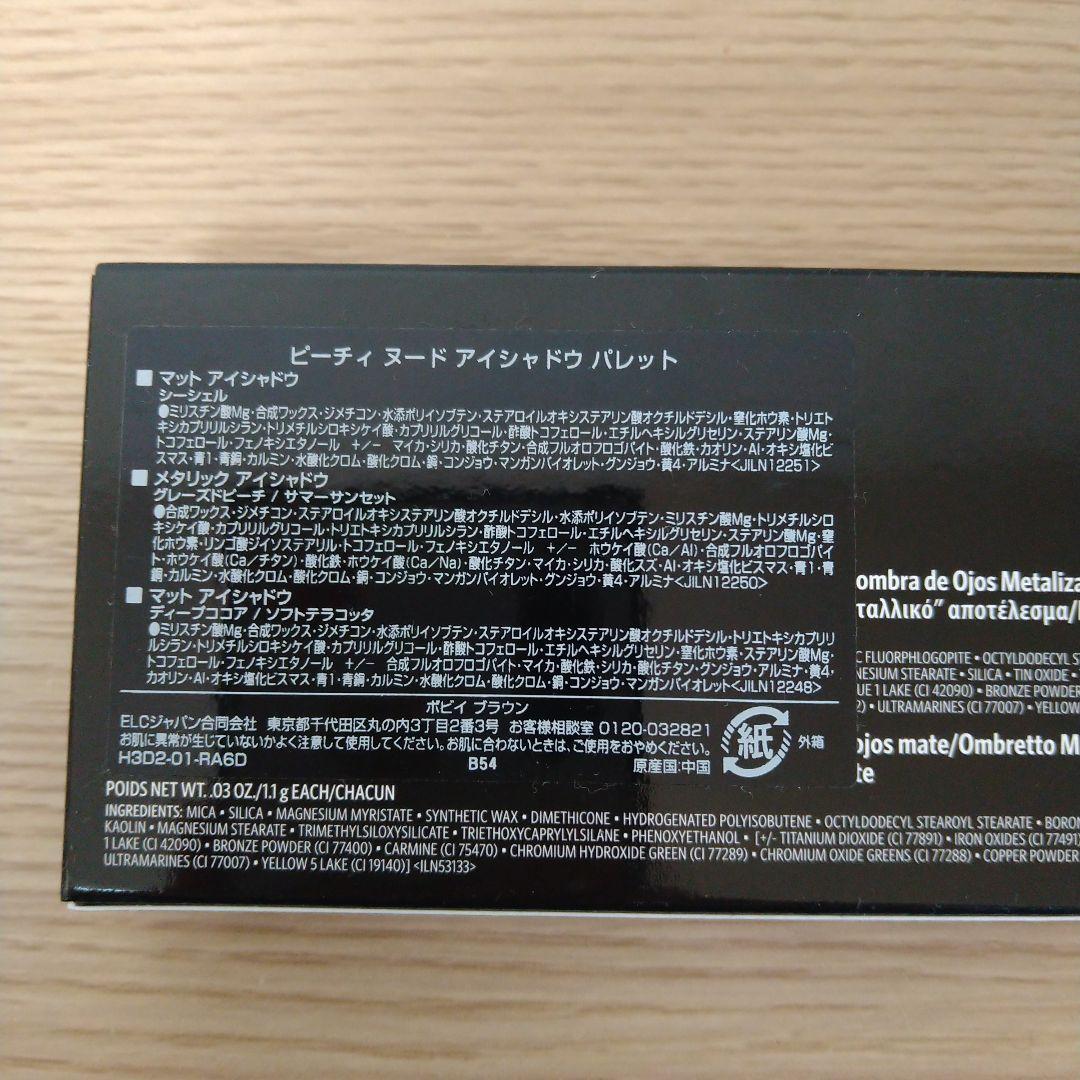 ピーチィ ヌード アイシャドウ パレット
■ マット アイシャドウ
シーシェル
●ミリスチン酸Mg・合成ワックス・ジメチコン・水添ポリイソブテン・ステアロイルオキシステアリン酸オクチルドデシル・窒化ホウ素・トリエト
キシカプリリルシラン・トリメチルシロキシケイ酸・カプリリルグリコール・酢酸トコフェロール・エチルヘキシルグリセリン・ステアリン酸Mg・
トコフェロール・フェノキシエタノール +/− マイカ・シリカ・酸化チタン・合成フルオロフロゴパイト・酸化鉄・カオリン・Al・オキシ塩化ビ
スマス・青1・青銅・カルミン・水酸化クロム・酸化クロム・銅・コンジョウ・マンガンバイオレット・グンジョウ・黄4・アルミナ<JILN12251>
■ メタリック アイシャドウ
グレーズドピーチ / サマーサンセット
●合成ワックス・ジメチコン・ステアロイルオキシステアリン酸オクチルドデシル・水添ポリイソブテン・ミリスチン酸Mg・トリメチルシロ
キシケイ酸・カプリリルグリコール・トリエトキシカプリリルシラン・酢酸トコフェロール・エチルヘキシルグリセリン・ステアリン酸Mg・窒
化ホウ素・リンゴ酸ジイソステアリル・トコフェロール・フェノキシエタノール +/− ホウケイ酸(Ca/Al)・合成フルオロフロゴパイ
ト・ホウケイ酸(Ca/チタン)・酸化鉄・ホウケイ酸(Ca/Na)・酸化チタン・マイカ・シリカ・酸化スズ・Al・オキシ塩化ビスマス・青1・青
銅・カルミン・水酸化クロム・酸化クロム・銅・コンジョウ・マンガンバイオレット・グンジョウ・黄4・アルミナ<JILN12250>
■ マット アイシャドウ
ディープココア / ソフトテラコッタ
●ミリスチン酸Mg・合成ワックス・ジメチコン・水添ポリイソブテン・ステアロイルオキシステアリン酸オクチルドデシル・トリエトキシカプリリ
ルシラン・トリメチルシロキシケイ酸・カプリリルグリコール・酢酸トコフェロール・エチルヘキシルグリセリン・窒化ホウ素・ステアリン酸Mg・
トコフェロール・フェノキシエタノール +/− 合成フルオロフロゴパイト・マイカ・酸化鉄・シリカ・酸化チタン・グンジョウ・アルミナ・黄4・
カオリン・Al・オキシ塩化ビスマス・青1・青銅・カルミン・水酸化クロム・酸化クロム・銅・コンジョウ・マンガンバイオレット<JILN12248>
ボビイ ブラウン
ELCジャパン合同会社 東京都千代田区丸の内3丁目2番3号 お客様相談室 0120-032821
お肌に異常が生じていないかよく注意して使用してください。お肌に合わないときは、ご使用をおやめください。
H3D2-01-RA6D B54 原産国:中国
紙 外箱
ombra de Ojos Metaliza
ταλλικό" αποτέλεσμα/
C FLUORPHLOGOPITE • OCTYLDODECYL S
NESIUM STEARATE • SILICA • TIN OXIDE •
UE 1 LAKE (CI 42090) • BRONZE POWDER
) • ULTRAMARINES (CI 77007) • YELLOW
ojos mate/Ombretto M
te
POIDS NET WT. .03 OZ./1.1 g EACH/CHACUN
INGREDIENTS: MICA • SILICA • MAGNESIUM MYRISTATE • SYNTHETIC WAX • DIMETHICONE • HYDROGENATED POLYISOBUTENE • OCTYLDODECYL STEAROYL STEARATE • BORON
KAOLIN • MAGNESIUM STEARATE • TRIMETHYLSILOXYSILICATE • TRIETHOXYCAPRYLYLSILANE • PHENOXYETHANOL • [+/- TITANIUM DIOXIDE (CI 77891) • IRON OXIDES (CI 77491)
1 LAKE (CI 42090) • BRONZE POWDER (CI 77400) • CARMINE (CI 75470) • CHROMIUM HYDROXIDE GREEN (CI 77289) • CHROMIUM OXIDE GREENS (CI 77288) • COPPER POWDER
ULTRAMARINES (CI 77007) • YELLOW 5 LAKE (CI 19140)] <ILN53133>